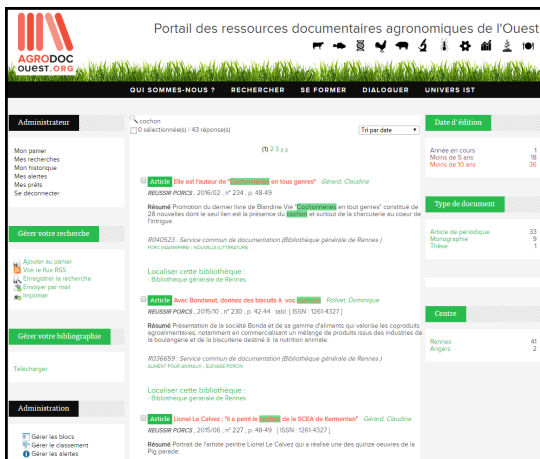 AGRODOC
OUEST.ORG
Portail des ressources documentaires agronomiques de l'Ouest
QUI SOMMES-NOUS ? RECHERCHER SE FORMER DIALOGUER UNIVERS IST
Administrateur
Mon panier
Mes recherches
Mon historique
Mes alertes
Mes prêts
Se déconnecter
Gérer votre recherche
Ajouter au panier
Voir le flux RSS
Enregistrer la recherche
Envoyer par mail
Imprimer
Gérer votre bibliographie
Télécharger
Administration
Gérer les blocs
Gérer le classement
Gérer les alertes
cochon
0 sélectionnée(s) / 43 réponse(s)
Tri par date
(1) 2 3 > >
Article Elle est l'auteur de "Cochonneries en tous genres" Gérard, Claudine
REUSSIR PORCS , 2016/02 , n° 234 , p. 48-49
Résumé Promotion du dernier livre de Blandine Vié "Cochonneries en tous genres" constitué de
28 nouvelles dont le seul lien est la présence du cochon et surtout de la charcuterie au coeur de
l'intrigue.
R040523 : Service commun de documentation (Bibliothèque générale de Rennes )
PORC (MAMMIFERE) ; NOUVELLE (LITTERATURE)
Localiser cette bibliothèque :
- Bibliothèque générale de Rennes
Article Avec Bondanut, donnez des biscuits à vos cochons Poilvet, Dominique
REUSSIR PORCS , 2015/10 , n° 230 , p. 42-44 tabl. [ ISSN : 1261-4327 ]
Résumé Présentation de la société Bonda et de sa gamme d'aliments qui valorise les coproduits
agroalimentaires, notamment en commercialisant un mélange de produits issus des industries de
la boulangerie et de la biscuiterie destiné à la nutrition animale.
R036659 : Service commun de documentation (Bibliothèque générale de Rennes )
ALIMENT POUR ANIMAUX ; ELEVAGE PORCIN
Localiser cette bibliothèque :
- Bibliothèque générale de Rennes
Article Lionel Le Calvez : "Il a peint le cochon de la SCEA de Kermerrien" Gérard, Claudine
REUSSIR PORCS , 2015/06 , n° 227 , p. 48-49 [ ISSN : 1261-4327 ]
Résumé Portrait de l'artiste peintre Lionel Le Calvez qui a réalisé une des quinze oeuvres de la
Pig parade.
Date d'édition
Année en cours 1
Moins de 5 ans 18
Moins de 10 ans 36
Type de document
Article de périodique 33
Monographie 9
Thèse 1
Centre
Rennes 41
Angers 2